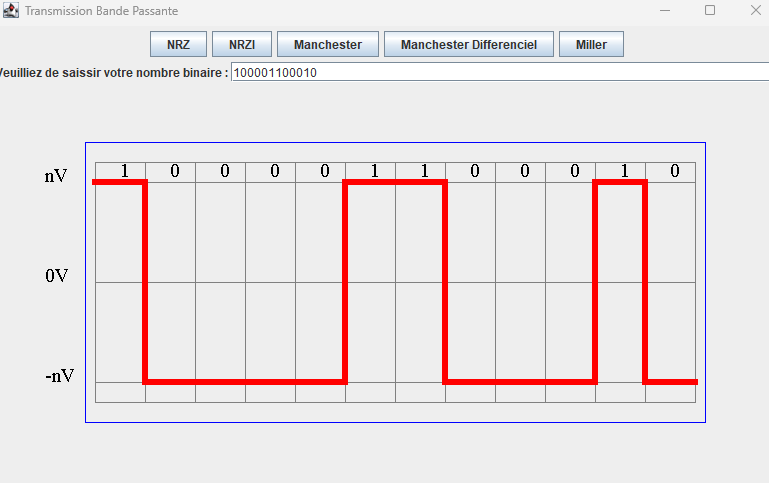 Transmission Bande Passante
NRZ NRZI Manchester Manchester Differenciel Miller
Veuilliez de saissir votre nombre binaire : 100001100010
1 0 0 0 0 1 1 0 0 0 1 0
nV
0V
-nV